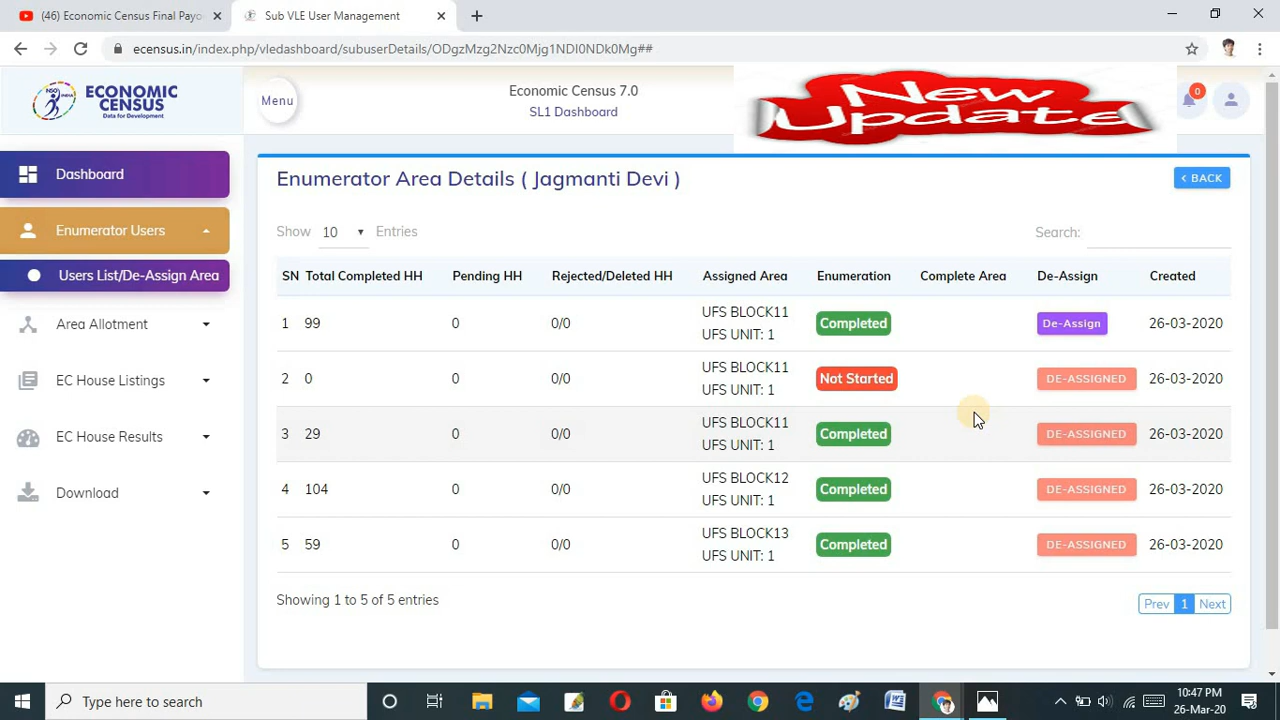 (46) Economic Census Final Payo
Sub VLE User Management
ecensus.in/index.php/vledashboard/subuserDetails/ODgzMzg2Nzc0Mjg1NDI0NDk0Mg##
NSO INDIA
ECONOMIC
CENSUS
Data for Development
Menu
Economic Census 7.0
SL1 Dashboard
New
Update
0
Dashboard
Enumerator Users
Users List/De-Assign Area
Area Allotment
EC House Listings
EC House Results
Download
Enumerator Area Details ( Jagmanti Devi )
< BACK
Show 10 Entries
Search:
SN Total Completed HH Pending HH Rejected/Deleted HH Assigned Area Enumeration Complete Area De-Assign Created
1 99 0 0/0 UFS BLOCK11 Completed De-Assign 26-03-2020
UFS UNIT: 1
2 0 0 0/0 UFS BLOCK11 Not Started DE-ASSIGNED 26-03-2020
UFS UNIT: 1
3 29 0 0/0 UFS BLOCK11 Completed DE-ASSIGNED 26-03-2020
UFS UNIT: 1
4 104 0 0/0 UFS BLOCK12 Completed DE-ASSIGNED 26-03-2020
UFS UNIT: 1
5 59 0 0/0 UFS BLOCK13 Completed DE-ASSIGNED 26-03-2020
UFS UNIT: 1
Showing 1 to 5 of 5 entries
Prev 1 Next
Type here to search
10:47 PM
26-Mar-20